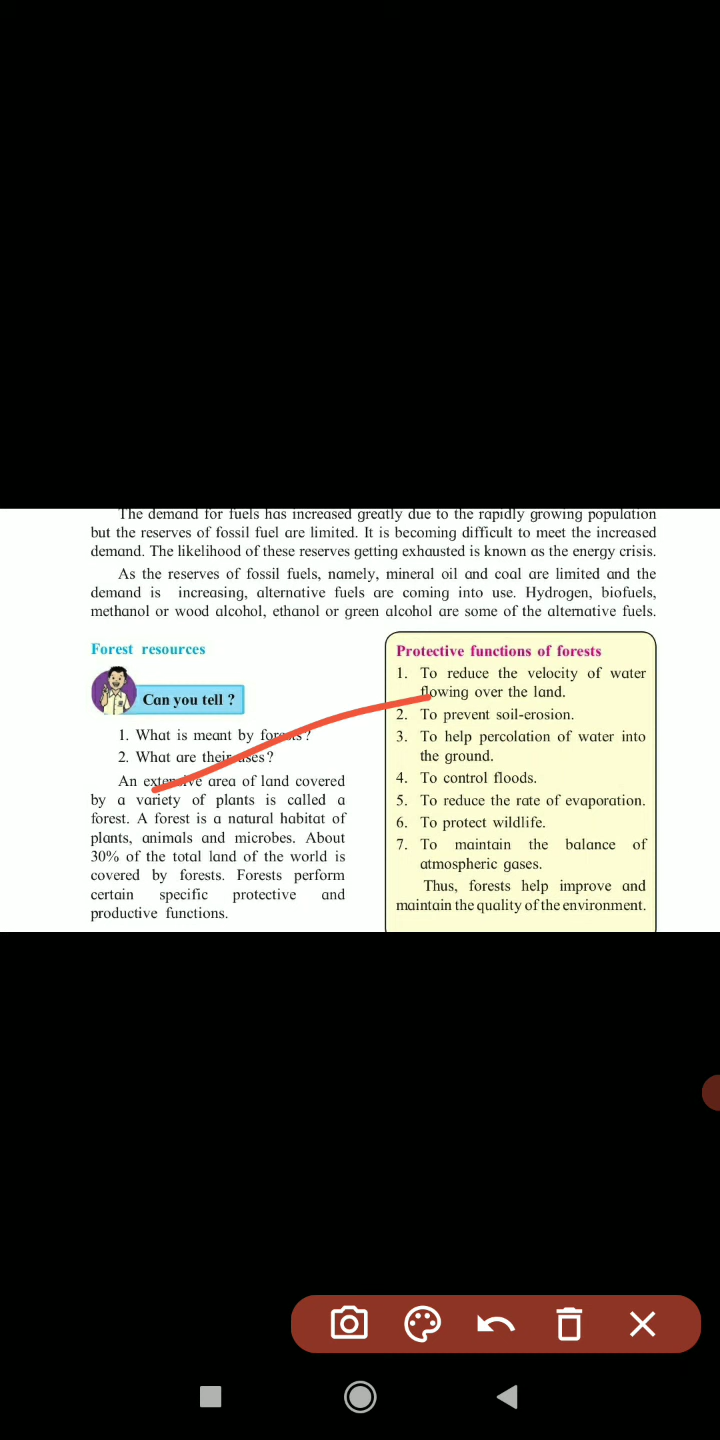 The demand for fuels has increased greatly due to the rapidly growing population
but the reserves of fossil fuel are limited. It is becoming difficult to meet the increased
demand. The likelihood of these reserves getting exhausted is known as the energy crisis.
As the reserves of fossil fuels, namely, mineral oil and coal are limited and the
demand is increasing, alternative fuels are coming into use. Hydrogen, biofuels,
methanol or wood alcohol, ethanol or green alcohol are some of the alternative fuels.
Forest resources
Can you tell ?
1. What is meant by forests?
2. What are their uses?
An extensive area of land covered
by a variety of plants is called a
forest. A forest is a natural habitat of
plants, animals and microbes. About
30% of the total land of the world is
covered by forests. Forests perform
certain specific protective and
productive functions.
Protective functions of forests
1. To reduce the velocity of water
flowing over the land.
2. To prevent soil-erosion.
3. To help percolation of water into
the ground.
4. To control floods.
5. To reduce the rate of evaporation.
6. To protect wildlife.
7. To maintain the balance of
atmospheric gases.
Thus, forests help improve and
maintain the quality of the environment.